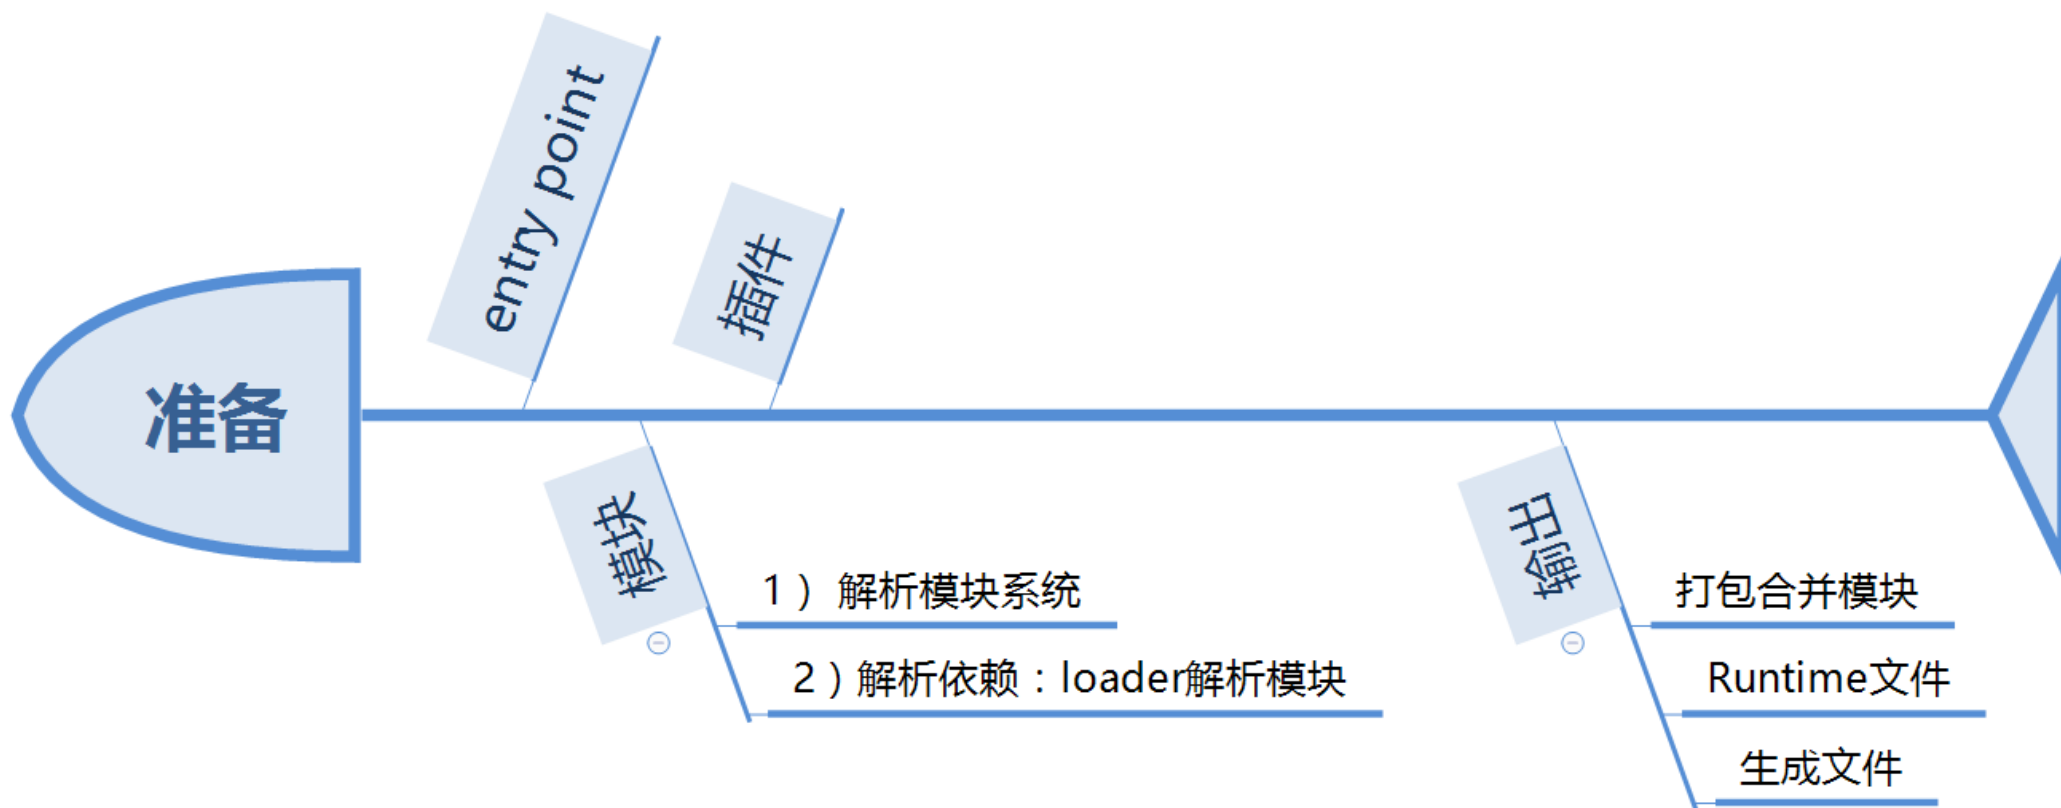 准备
entry point
插件
模块
1） 解析模块系统
2）解析依赖：loader解析模块
输出
打包合并模块
Runtime文件
生成文件